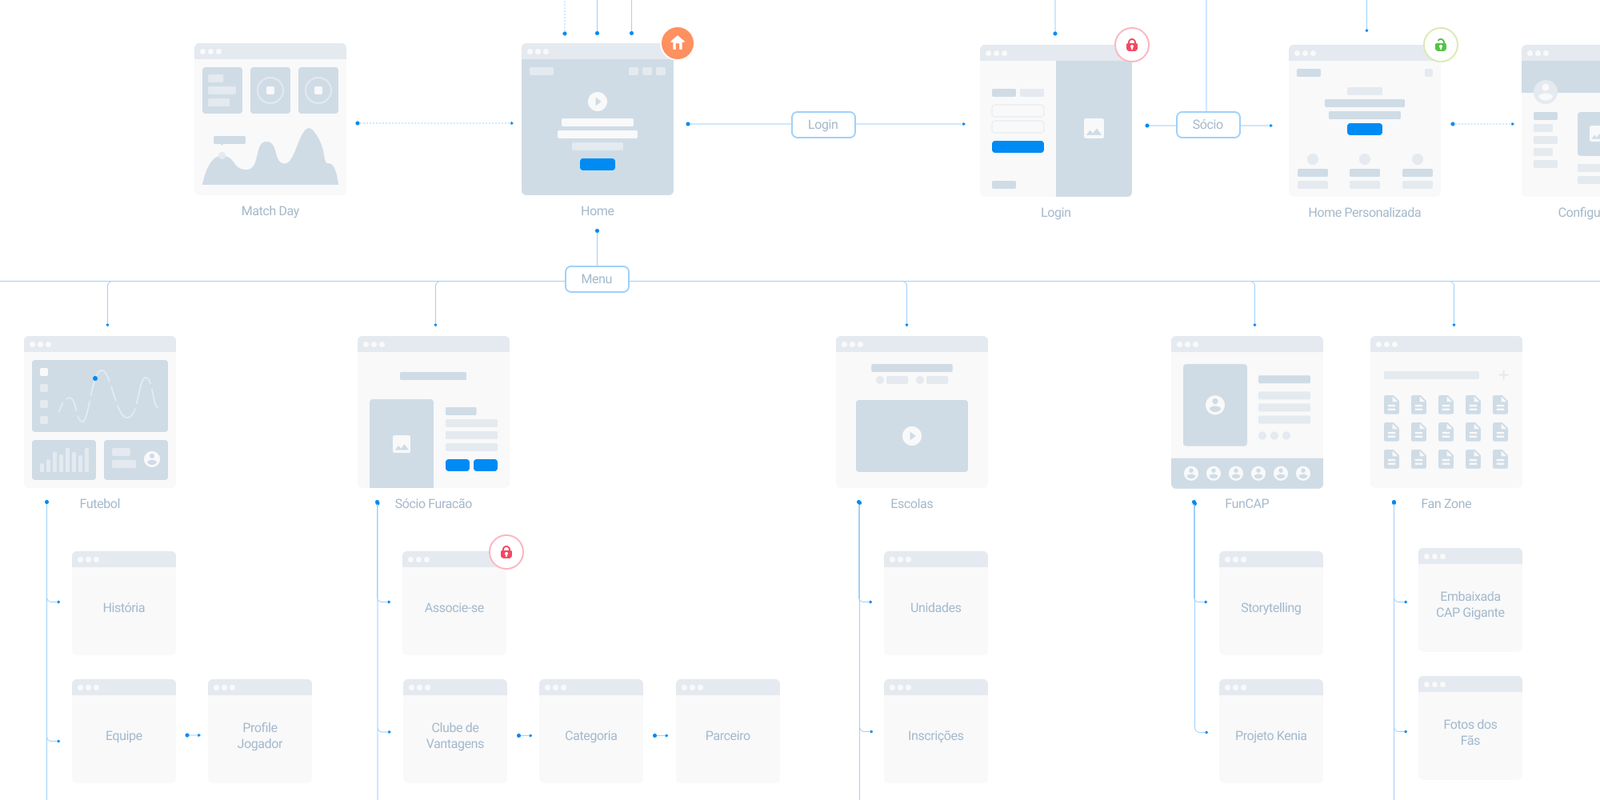 Login
Sócio
Match Day
Home
Login
Home Personalizada
Configu
Menu
Futebol
Sócio Furacão
Escolas
FunCAP
Fan Zone
História
Associe-se
Unidades
Storytelling
Embaixada
CAP Gigante
Equipe
Profile
Jogador
Clube de
Vantagens
Categoria
Parceiro
Inscrições
Projeto Kenia
Fotos dos
Fãs